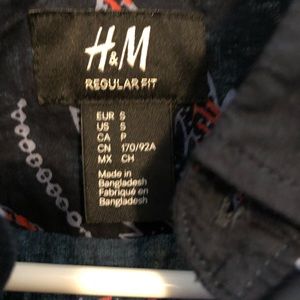 H&M
REGULAR FIT
EUR S
US S
CA P
CN 170/92A
MX CH
Made in
Bangladesh
Fabriqué en
Bangladesh